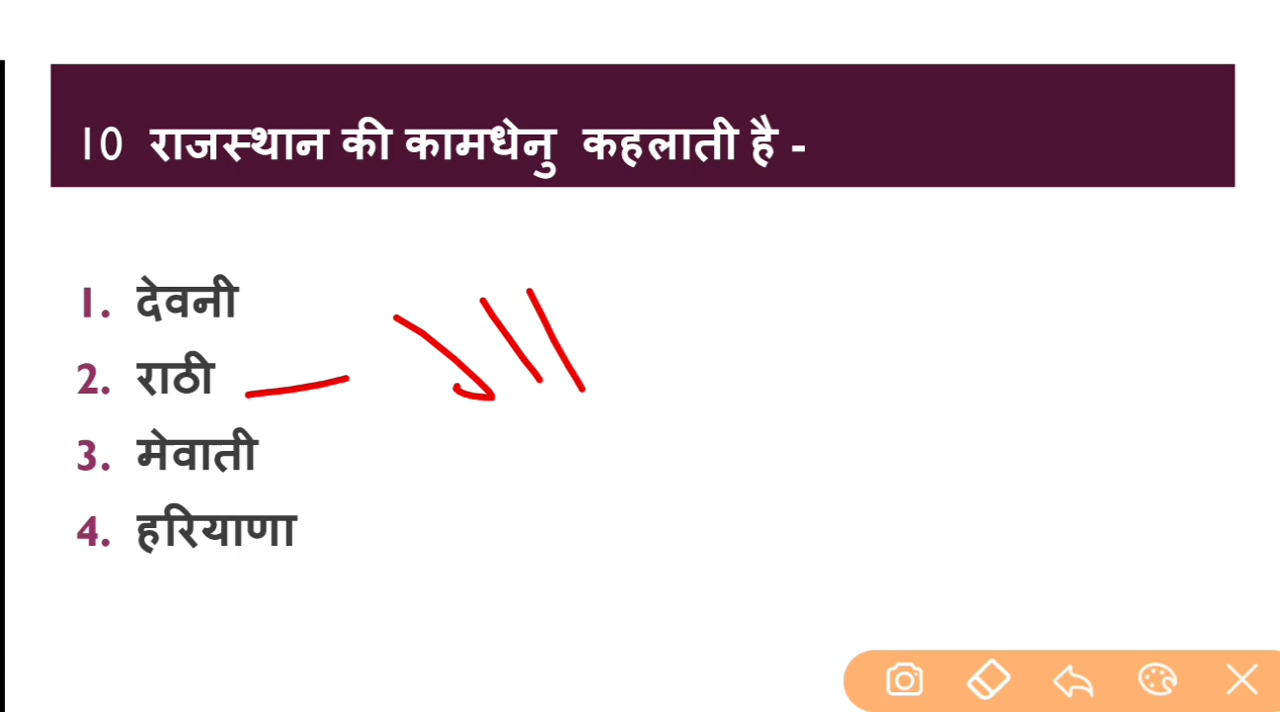 10 राजस्थान की कामधेनु कहलाती है -
1. देवनी
2. राठी
3. मेवाती
4. हरियाणा